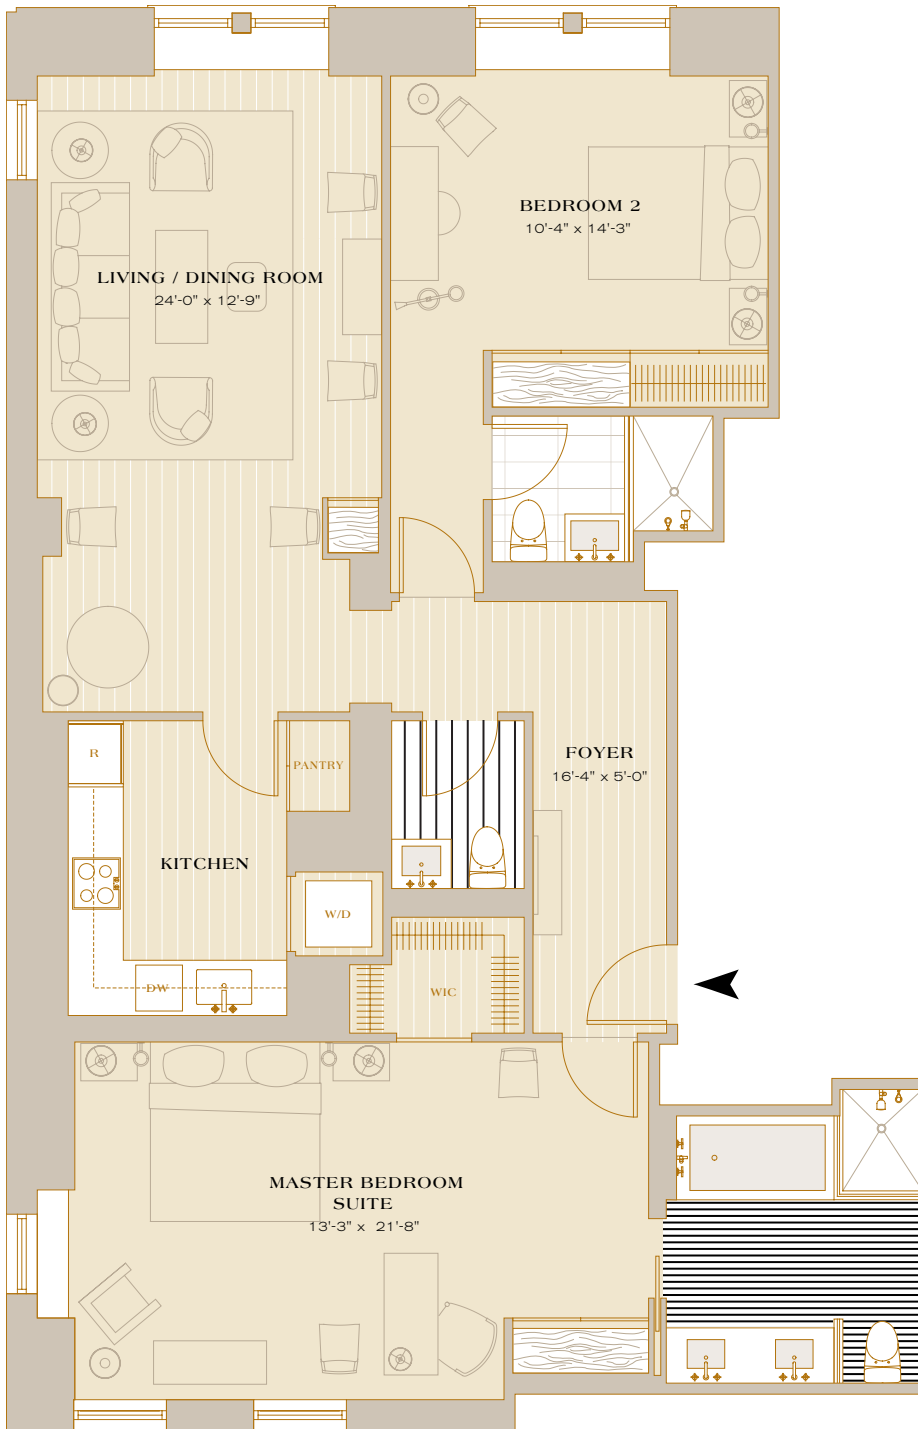 BEDROOM 2
10'-4" x 14'-3"
LIVING / DINING ROOM
24'-0" x 12'-9"
R
PANTRY
FOYER
16'-4" x 5'-0"
KITCHEN
W/D
DW
WIC
MASTER BEDROOM
SUITE
13'-3" x 21'-8"